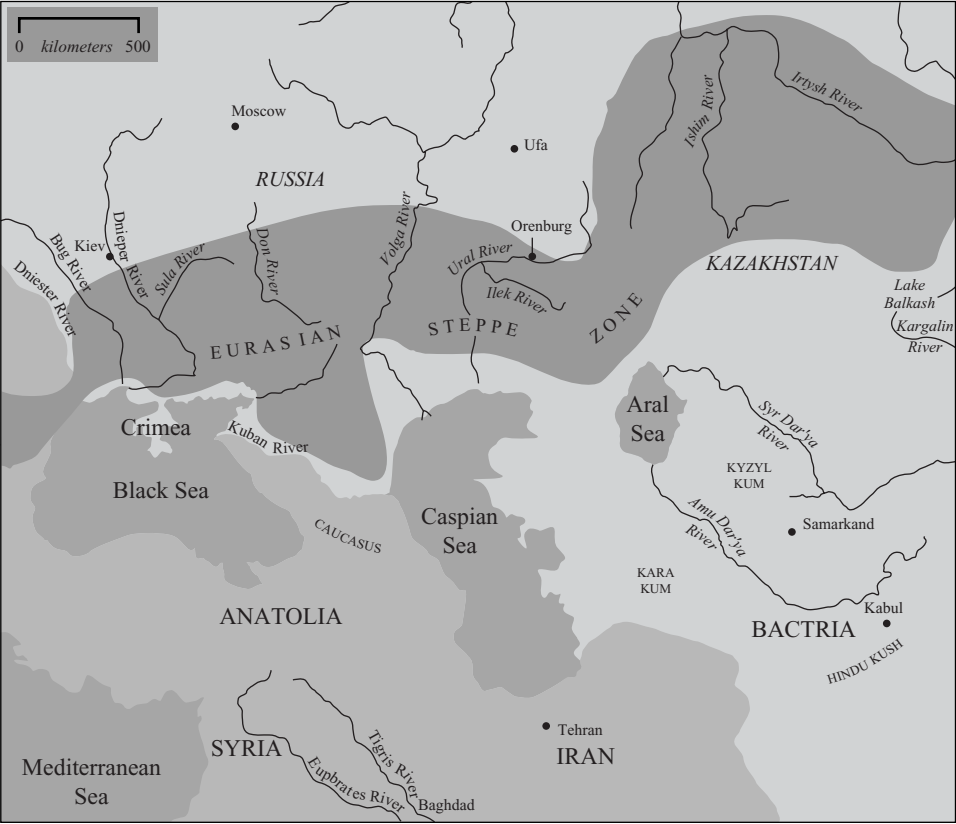 0 kilometers 500
Moscow
Ufa
Irtysh River
Ishim River
RUSSIA
Volga River
Orenburg
Kiev
Dnieper River
Bug River
Dniester River
Sula River
Don River
Ural River
Ilek River
KAZAKHSTAN
Lake
Balkash
Kargalin
River
EURASIAN
STEPPE
ZONE
Aral
Sea
Syr Dar'ya
River
Crimea
Kuban River
KYZYL
KUM
Black Sea
CAUCASUS
Caspian
Sea
Amu Dar'ya
River
Samarkand
KARA
KUM
ANATOLIA
Kabul
BACTRIA
HINDU KUSH
Tehran
IRAN
SYRIA
Tigris River
Eupbrates River
Baghdad
Mediterranean
Sea